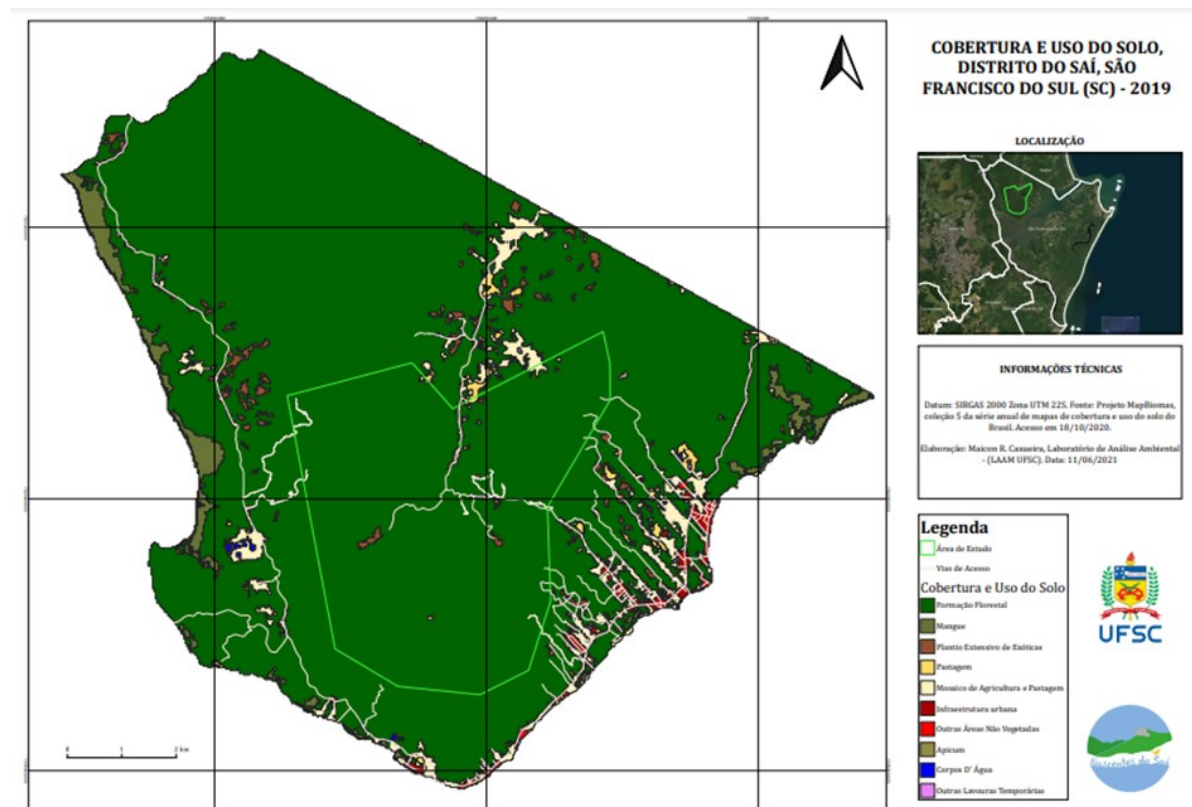 COBERTURA E USO DO SOLO,
DISTRITO DO SAÍ, SÃO
FRANCISCO DO SUL (SC) - 2019
LOCALIZAÇÃO
INFORMAÇÕES TÉCNICAS
Datum: SIRGAS 2000 Zona UTM 22S. Fonte: Projeto MapBiomas,
coleção 5 da série anual de mapas de cobertura e uso do solo do
Brasil. Acesso em 18/10/2020.
Elaboração: Maicon R. Laboratório de Análise Ambiental
- (LAAM UFSC). Data: 11/06/2021
Legenda
Área de Estudo
Vias de Acesso
Cobertura e Uso do Solo
Formação Florestal
Mangue
Plantio Extensivo de Exóticas
Pastagem
Mosaico de Agricultura e Pastagem
Infraestrutura urbana
Outras Áreas Não Vegetadas
Apicum
Corpos D' Água
Outras Lavouras Temporárias
UFSC
do Saí
0 1 2 km